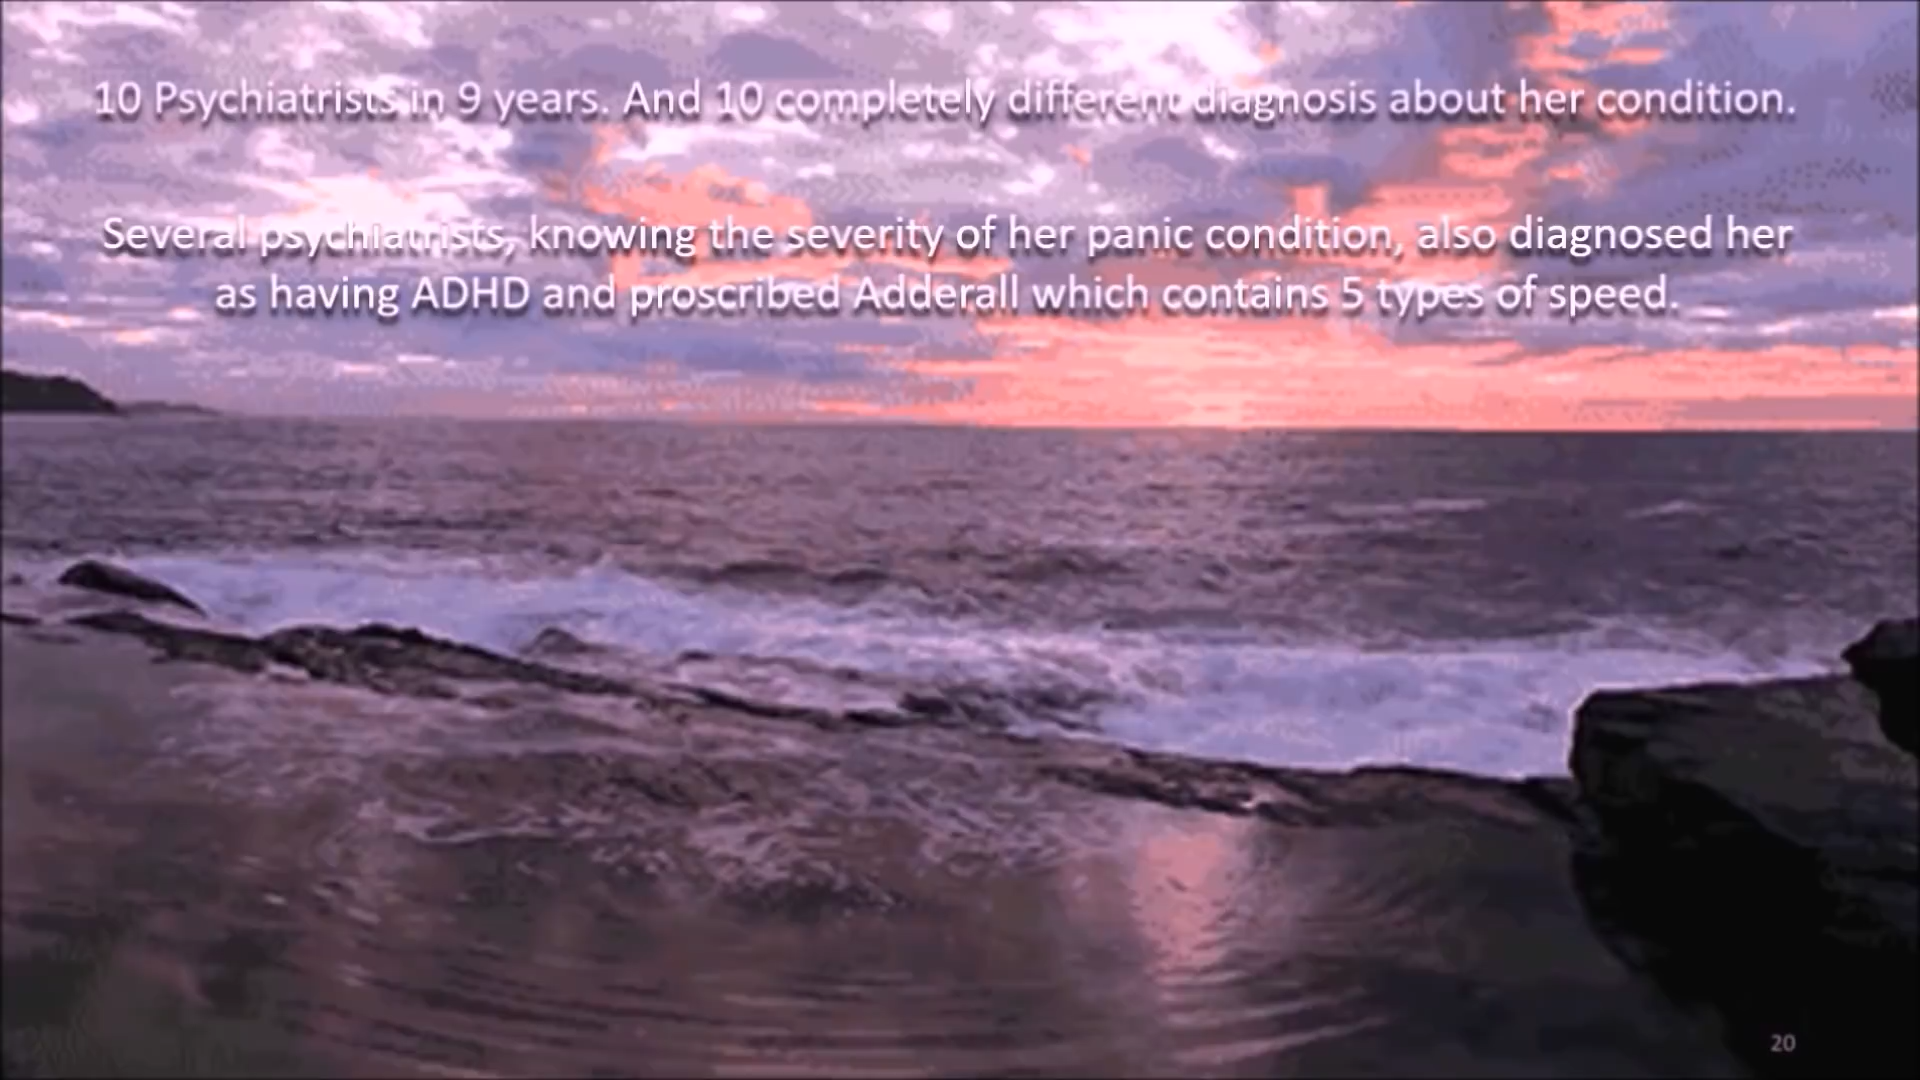 10 Psychiatrists in 9 years. And 10 completely different diagnosis about her condition.
Several psychiatrists, knowing the severity of her panic condition, also diagnosed her
as having ADHD and proscribed Adderall which contains 5 types of speed.
20